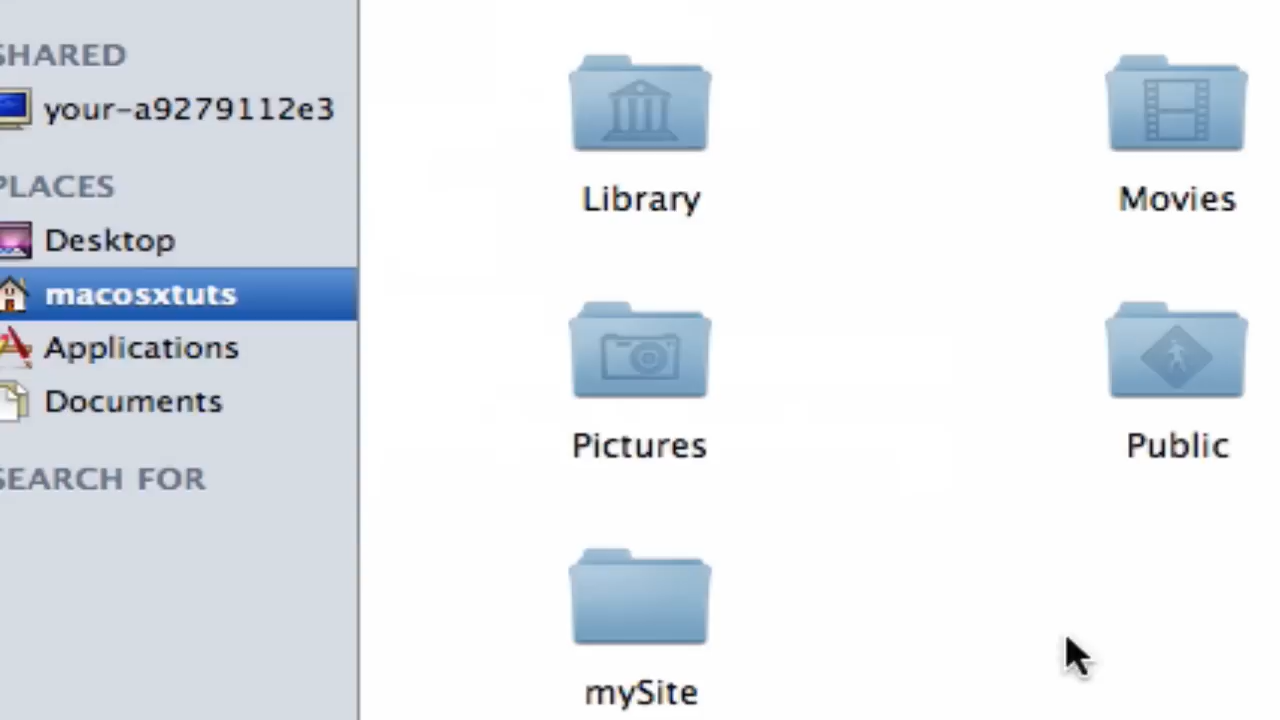 SHARED
your-a9279112e3
PLACES
Desktop
macosxtuts
Applications
Documents
SEARCH FOR
Library
Movies
Pictures
Public
mySite